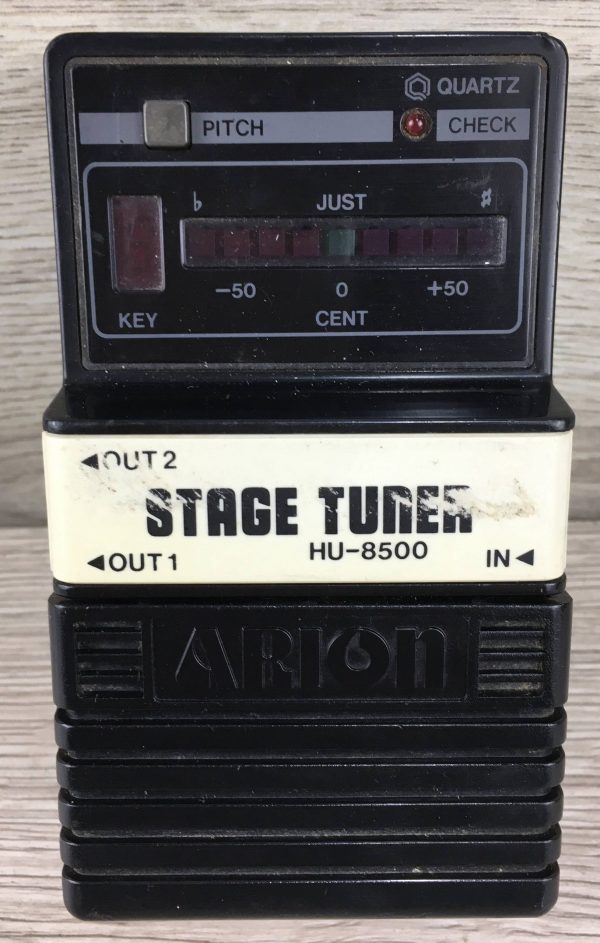 QUARTZ
PITCH CHECK
♭ JUST ♯
−50 0 +50
KEY CENT
◀OUT 2
STAGE TUNER
HU-8500
◀OUT 1 IN◀
ARION